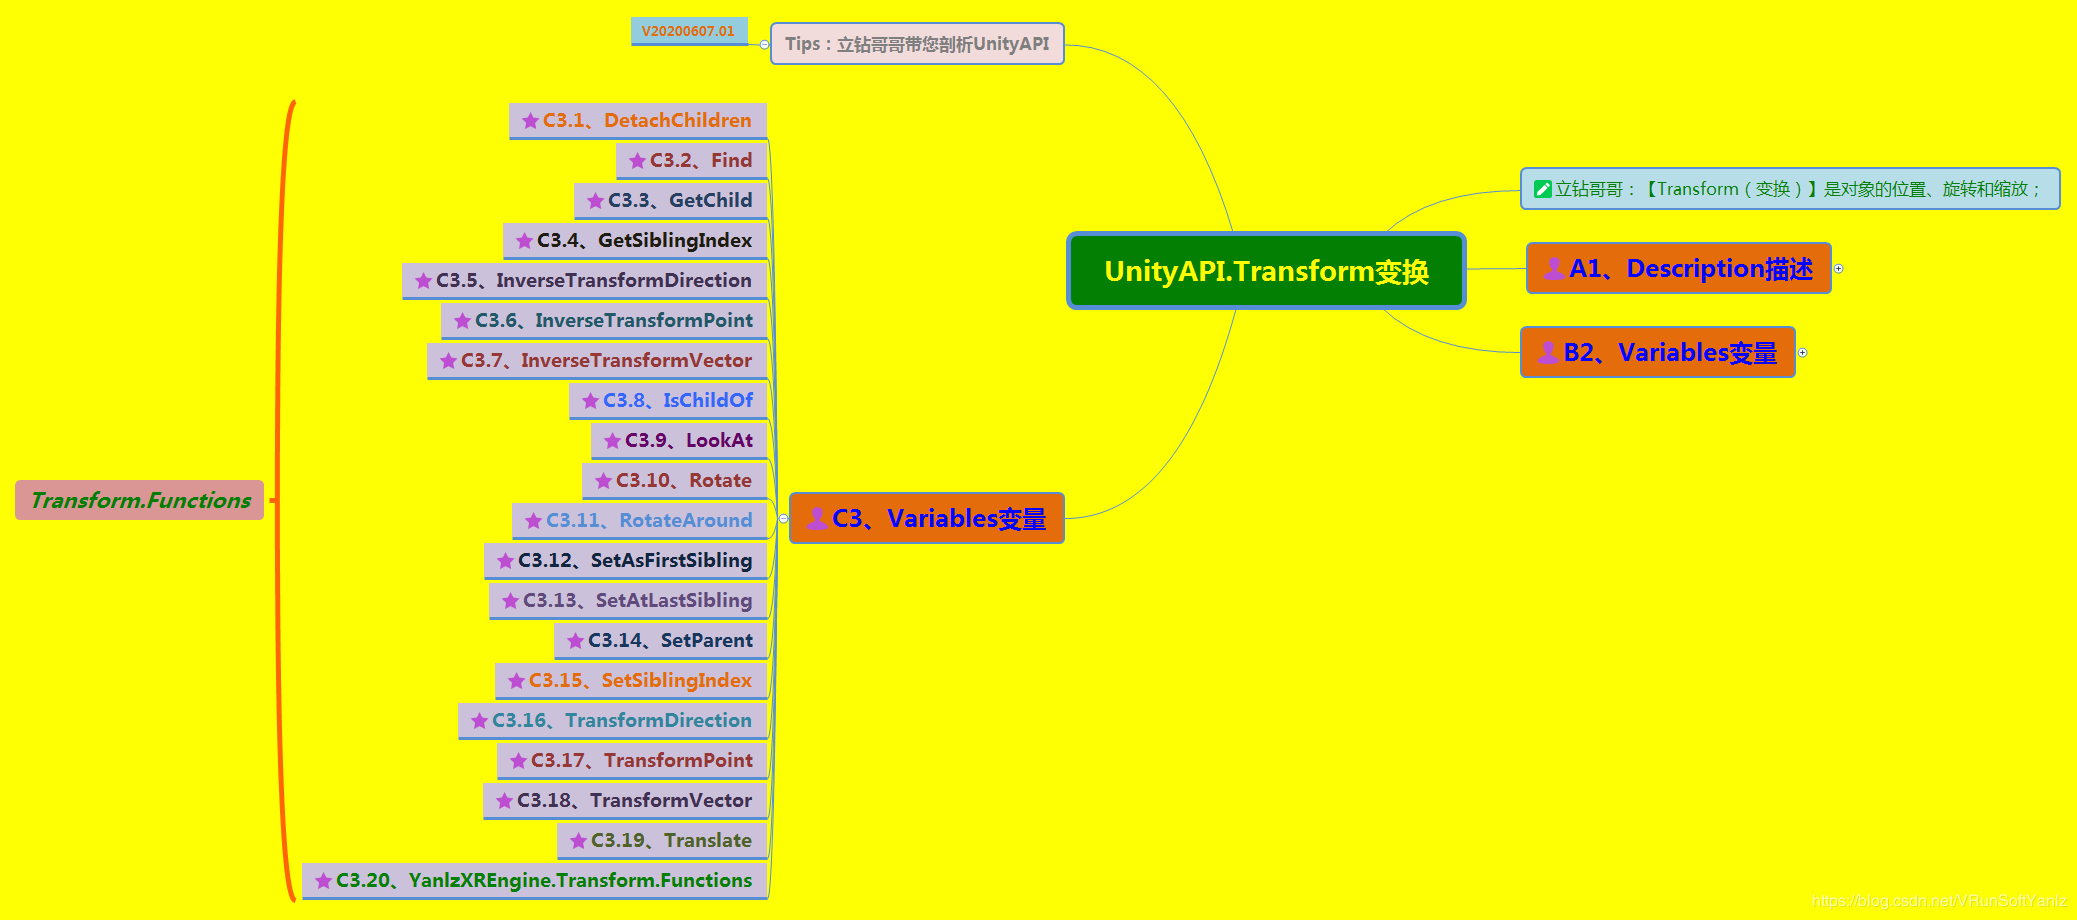 V20200607.01
Tips：立钻哥哥带您剖析UnityAPI
UnityAPI.Transform变换
立钻哥哥：【Transform（变换）】是对象的位置、旋转和缩放；
A1、Description描述
B2、Variables变量
C3、Variables变量
C3.1、DetachChildren
C3.2、Find
C3.3、GetChild
C3.4、GetSiblingIndex
C3.5、InverseTransformDirection
C3.6、InverseTransformPoint
C3.7、InverseTransformVector
C3.8、IsChildOf
C3.9、LookAt
C3.10、Rotate
C3.11、RotateAround
C3.12、SetAsFirstSibling
C3.13、SetAtLastSibling
C3.14、SetParent
C3.15、SetSiblingIndex
C3.16、TransformDirection
C3.17、TransformPoint
C3.18、TransformVector
C3.19、Translate
C3.20、YanlzXREngine.Transform.Functions
Transform.Functions
https://blog.csdn.net/VRunSoftYanlz